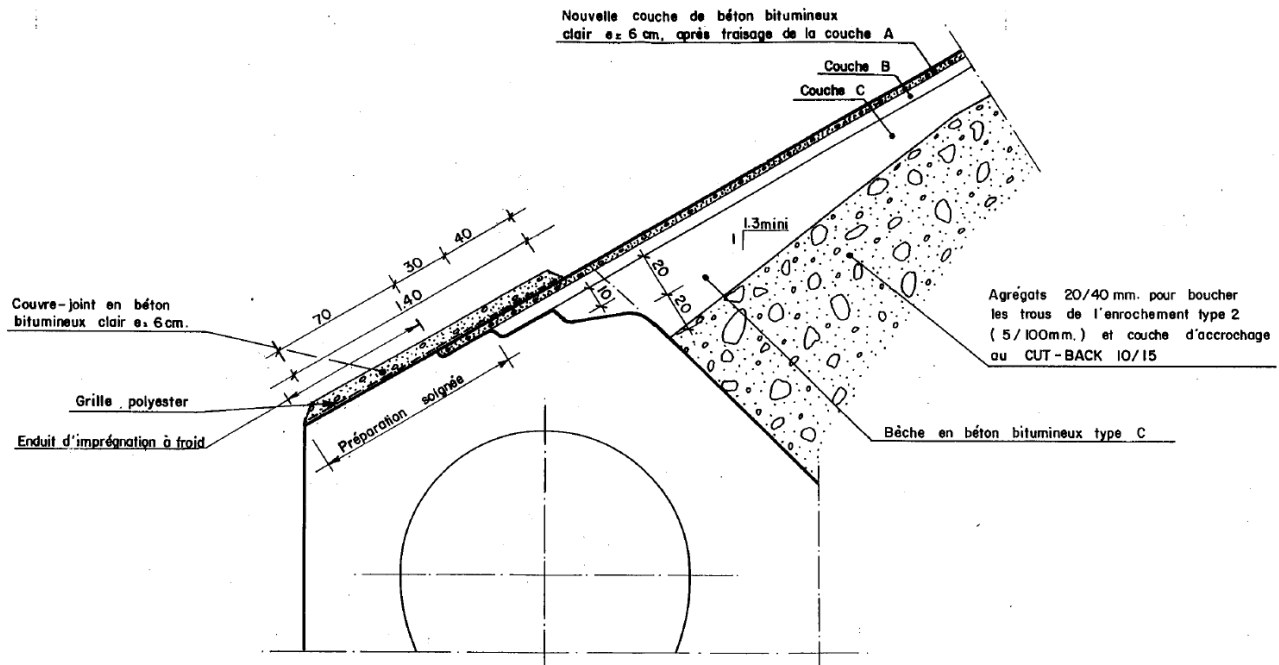 Nouvelle couche de béton bitumineux
clair e= 6 cm, après fraisage de la couche A
Couche B
Couche C
1.3mini
1
40
30
140
70
20
20
10
Couvre-joint en béton
bitumineux clair e= 6cm.
Grille polyester
Enduit d'imprégnation à froid
Préparation soignée
Agrégats 20/40 mm. pour boucher
les trous de l'enrochement type 2
( 5/100mm.) et couche d'accrochage
au CUT-BACK 10/15
Bèche en béton bitumineux type C